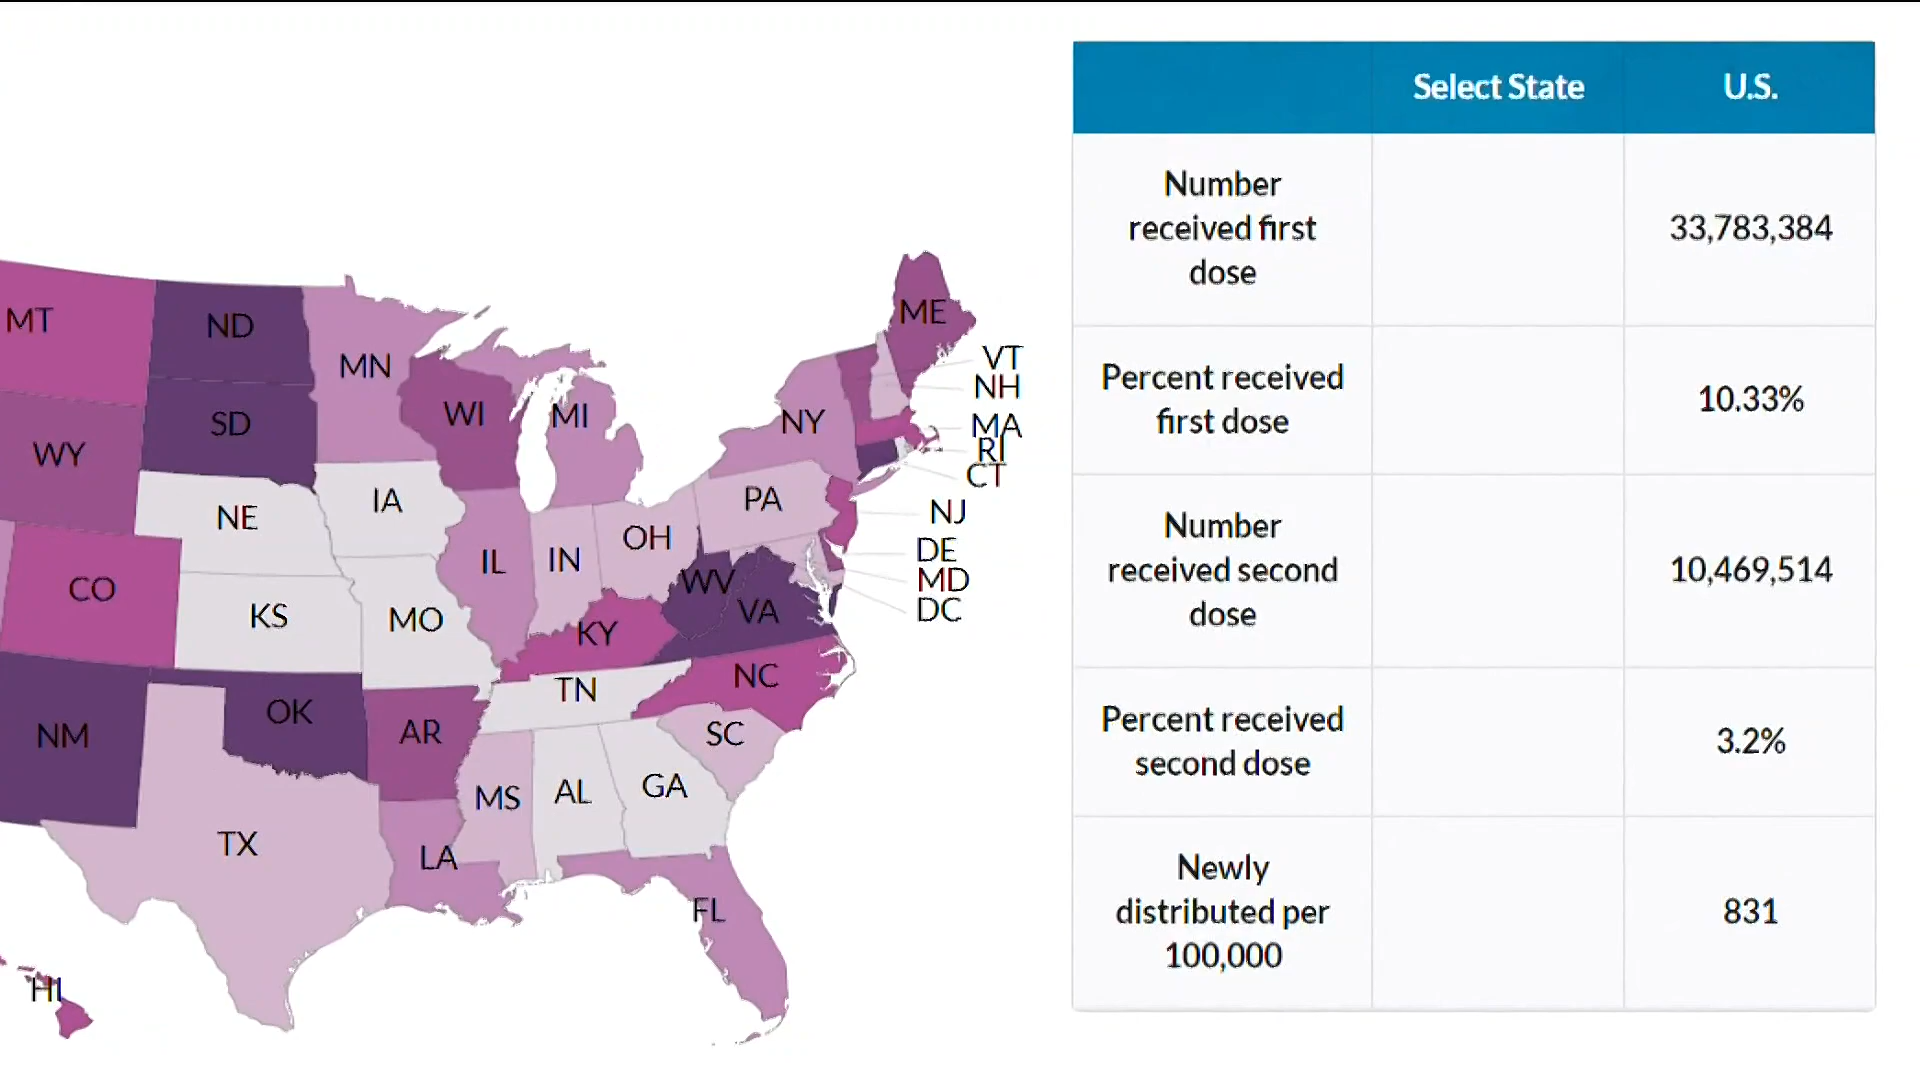 MT
ND
MN
WY
SD
WI
MI
NY
ME
VT
NH
MA
RI
CT
NE
IA
PA
NJ
CO
IL
IN
OH
DE
MD
DC
KS
MO
WV
VA
KY
NM
OK
AR
TN
NC
SC
TX
LA
MS
AL
GA
FL
HI
Select State U.S.
Number
received first
dose
33,783,384
Percent received
first dose
10.33%
Number
received second
dose
10,469,514
Percent received
second dose
3.2%
Newly
distributed per
100,000
831